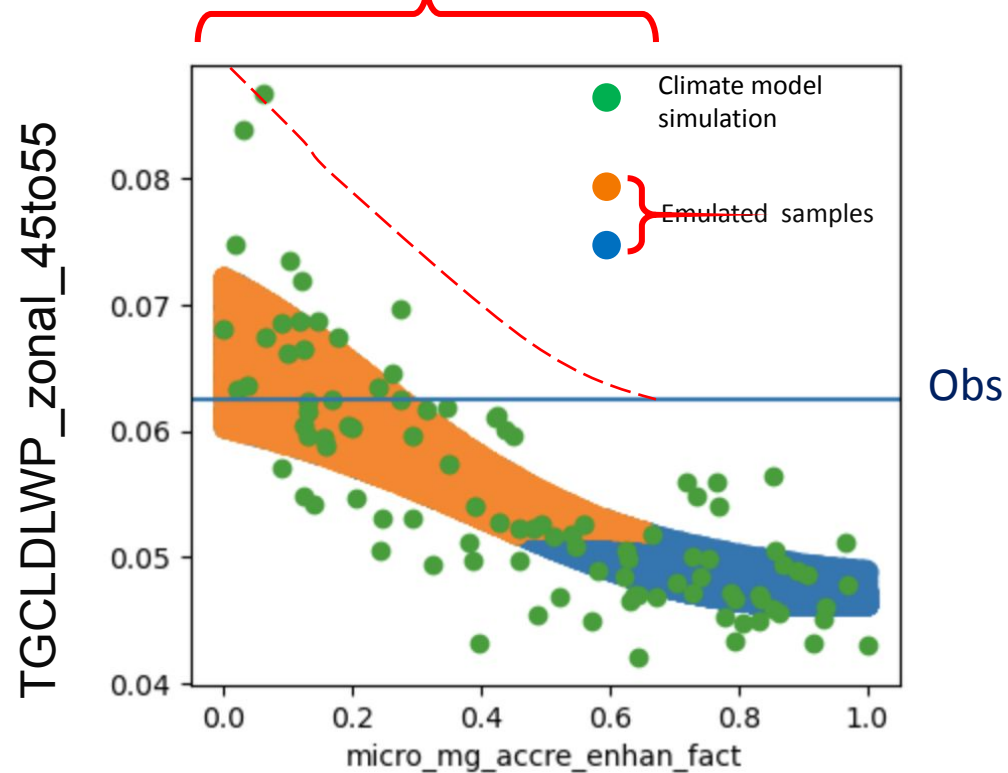 Climate model
simulation
Emulated samples
Obs
TGCLDLWP_zonal_45to55
0.08
0.07
0.06
0.05
0.04
0.0 0.2 0.4 0.6 0.8 1.0
micro_mg_accre_enhan_fact